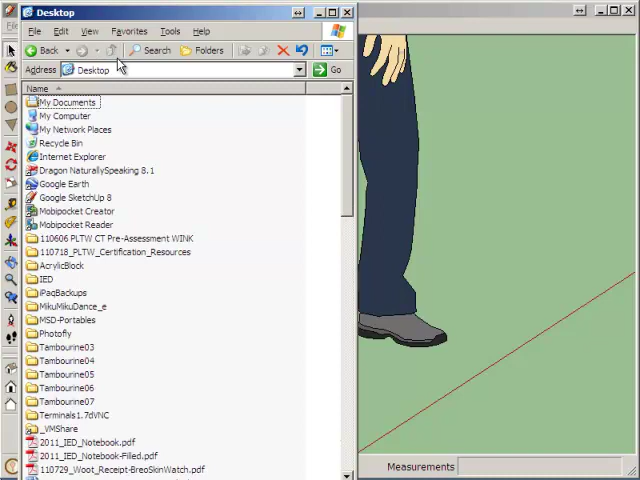 Desktop
File Edit View Favorites Tools Help
Back Search Folders
Address Desktop Go
Name
My Documents
My Computer
My Network Places
Recycle Bin
Internet Explorer
Dragon NaturallySpeaking 8.1
Google Earth
Google SketchUp 8
Mobipocket Creator
Mobipocket Reader
110606 PLTW CT Pre-Assessment WINK
110718_PLTW_Certification_Resources
AcrylicBlock
IED
iPaqBackups
MikuMikuDance_e
MSD-Portables
Photofly
Tambourine03
Tambourine04
Tambourine05
Tambourine06
Tambourine07
Terminals1.7dVNC
_VMShare
2011_IED_Notebook.pdf
2011_IED_Notebook-Filled.pdf
110729_Woot_Receipt-BreoSkinWatch.pdf
Measurements